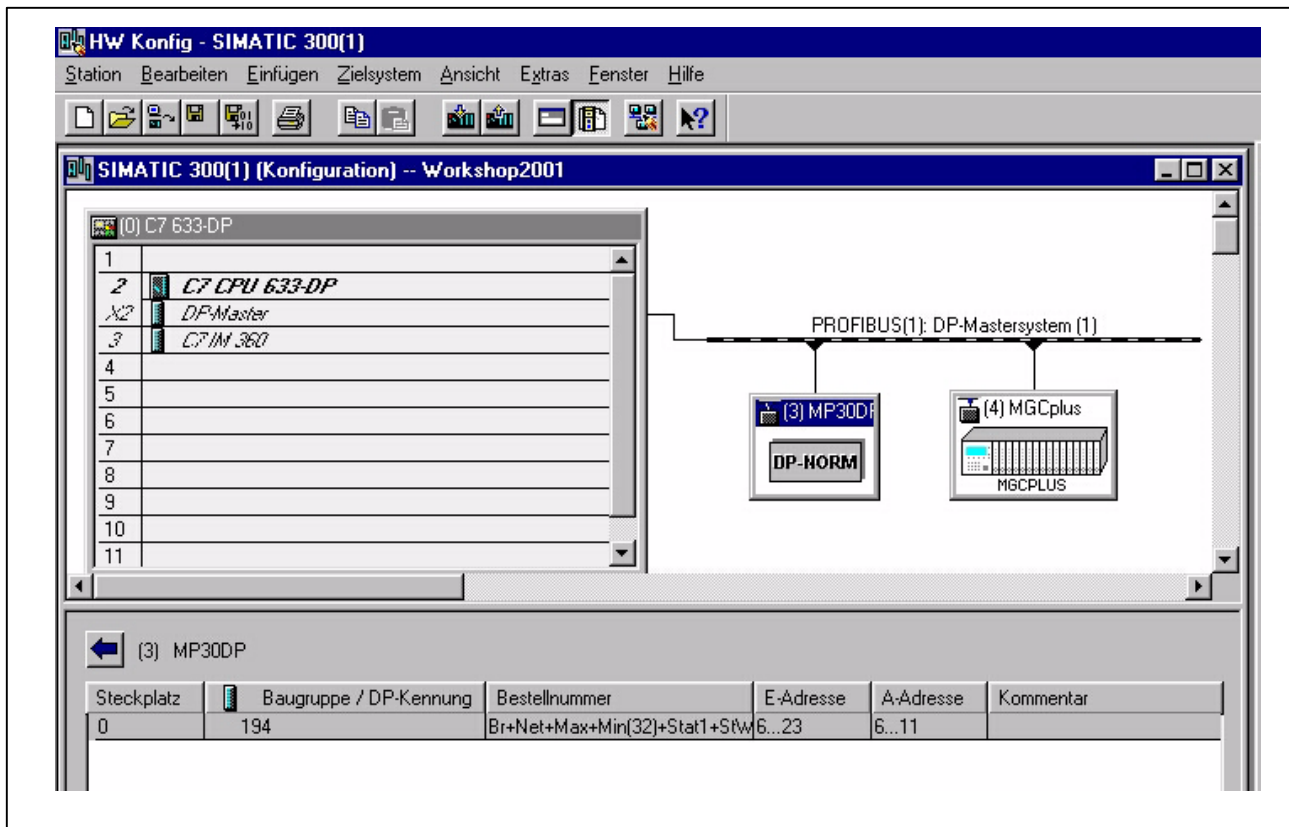 HW Konfig - SIMATIC 300(1)
Station Bearbeiten Einfügen Zielsystem Ansicht Extras Fenster Hilfe
SIMATIC 300(1) (Konfiguration) -- Workshop2001
(0) C7 633-DP
1
2 C7 CPU 633-DP
X2 DP-Master
3 C7 IM 360
4
5
6
7
8
9
10
11
PROFIBUS(1): DP-Mastersystem (1)
(3) MP30DP
DP-NORM
(4) MGCplus
MGCPLUS
(3) MP30DP
Steckplatz Baugruppe / DP-Kennung Bestellnummer E-Adresse A-Adresse Kommentar
0 194 Br+Net+Max+Min(32)+Stat1+StW 6...23 6...11